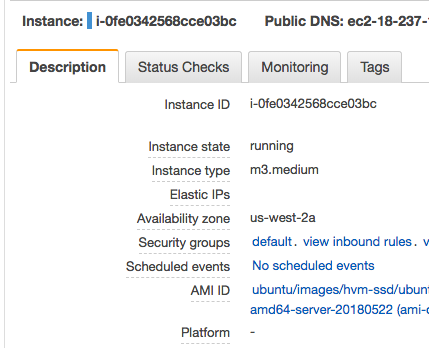 Instance: i-0fe0342568cce03bc Public DNS: ec2-18-237-
Description Status Checks Monitoring Tags
Instance ID i-0fe0342568cce03bc
Instance state running
Instance type m3.medium
Elastic IPs
Availability zone us-west-2a
Security groups default. view inbound rules. v
Scheduled events No scheduled events
AMI ID ubuntu/images/hvm-ssd/ubun
amd64-server-20180522 (ami-
Platform -